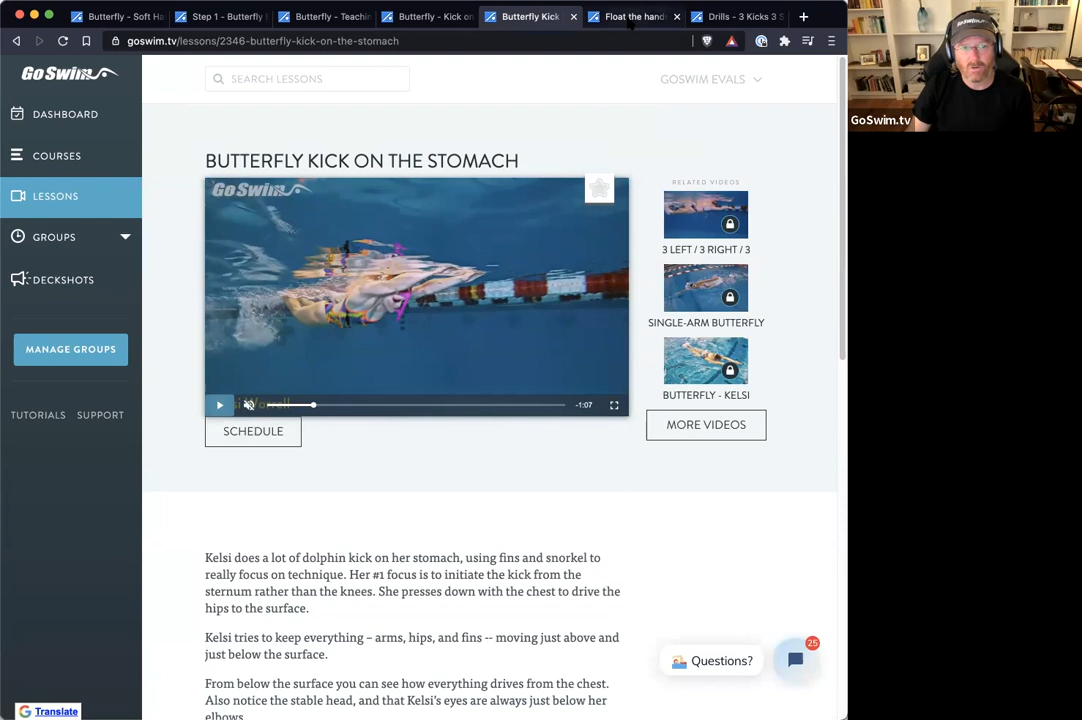 Butterfly - Soft Ha
Step 1 - Butterfly
Butterfly - Teachin
Butterfly - Kick on
Butterfly Kick
Float the hand
Drills - 3 Kicks 3 S
goswim.tv/lessons/2346-butterfly-kick-on-the-stomach
GoSwim
SEARCH LESSONS
GOSWIM EVALS
GoSwim.tv
DASHBOARD
COURSES
LESSONS
GROUPS
DECKSHOTS
MANAGE GROUPS
TUTORIALS SUPPORT
BUTTERFLY KICK ON THE STOMACH
GoSwim
-1:07
SCHEDULE
RELATED VIDEOS
3 LEFT / 3 RIGHT / 3
SINGLE-ARM BUTTERFLY
BUTTERFLY - KELSI
MORE VIDEOS
Kelsi does a lot of dolphin kick on her stomach, using fins and snorkel to
really focus on technique. Her #1 focus is to initiate the kick from the
sternum rather than the knees. She presses down with the chest to drive the
hips to the surface.
Kelsi tries to keep everything – arms, hips, and fins -- moving just above and
just below the surface.
From below the surface you can see how everything drives from the chest.
Also notice the stable head, and that Kelsi's eyes are always just below her
elbows
Questions?
25
Translate